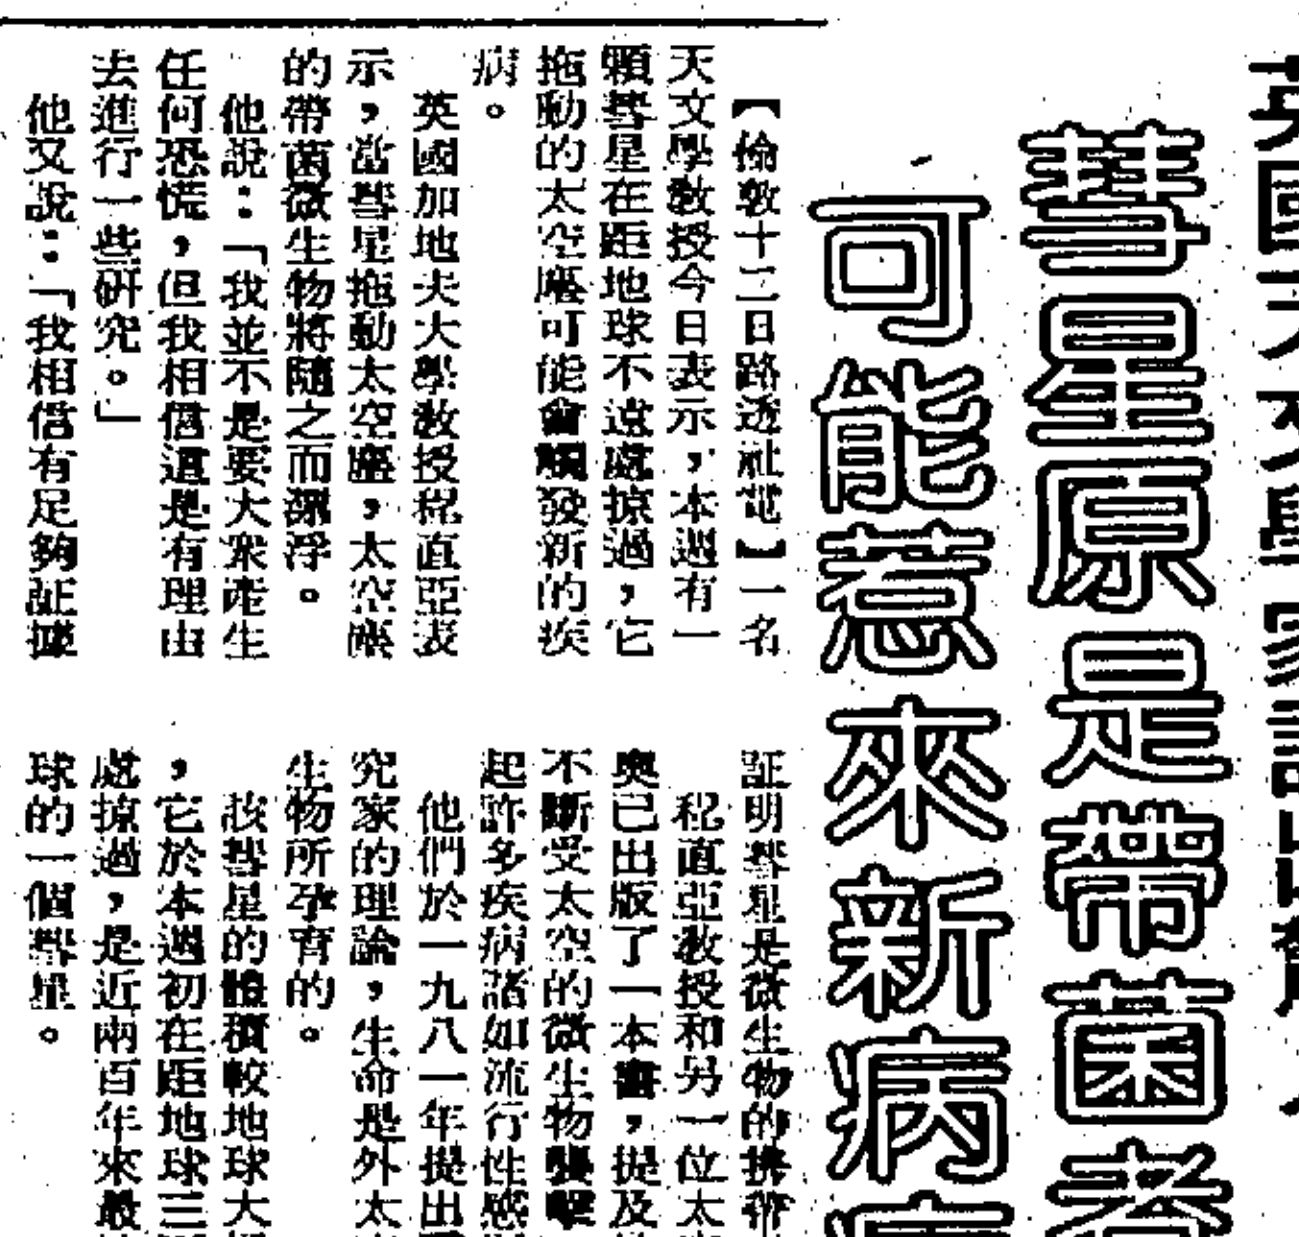 彗星原是帶菌者
可能惹來新病
【倫敦十二日路透社電】一名
天文學教授今日表示，本週有一
顆彗星在距地球不遠處掠過，它
拖動的太空塵可能會觸發新的疾
病。
英國加地夫大學教授程直亞表
示，當彗星拖動太空塵，太空塵
的帶菌微生物將隨之而漂浮。
他說：「我並不是要大衆產生
任何恐慌，但我相信這是有理由
去進行一些研究。」
他又說：「我相信有足夠証據
証明彗星是微生物的携帶
程直亞教授和另一位太
奧已出版了一本書，提及
不斷受太空的微生物襲擊
起許多疾病諸如流行性感
他們於一九八一年提出
究家的理論，生命是外太
生物所孕育的。
該彗星的體積較地球大
，它於本週初在距地球三
處掠過，是近兩百年來最
球的一個彗星。